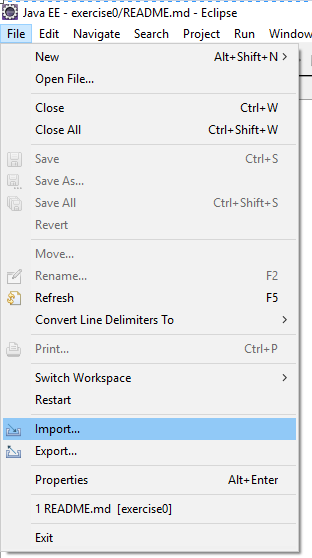 Java EE - exercise0/README.md - Eclipse
File Edit Navigate Search Project Run Window
New Alt+Shift+N >
Open File...
Close Ctrl+W
Close All Ctrl+Shift+W
Save Ctrl+S
Save As...
Save All Ctrl+Shift+S
Revert
Move...
Rename... F2
Refresh F5
Convert Line Delimiters To >
Print... Ctrl+P
Switch Workspace >
Restart
Import...
Export...
Properties Alt+Enter
1 README.md [exercise0]
Exit